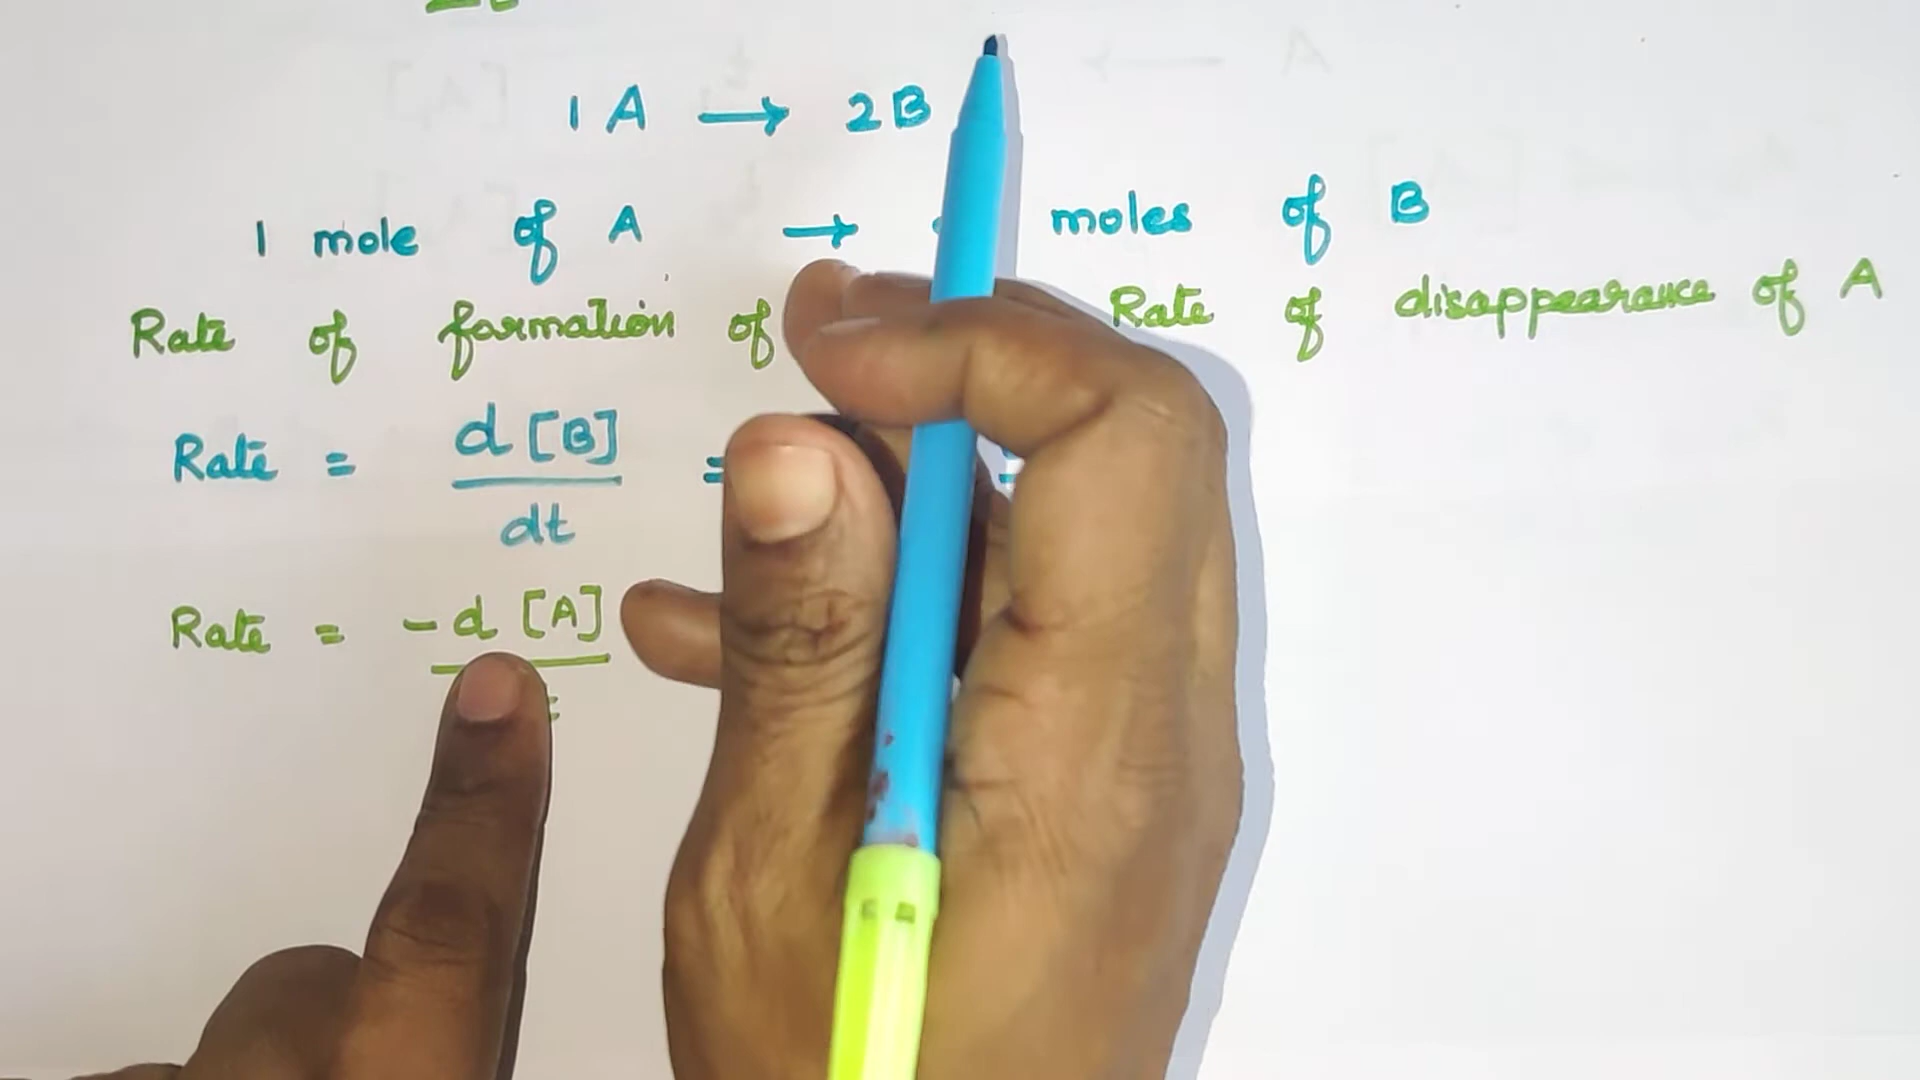 1 A → 2B
1 mole of A → moles of B
Rate of formation of Rate of disappearance of A
Rate = d [B] =
dt
Rate = - d [A]